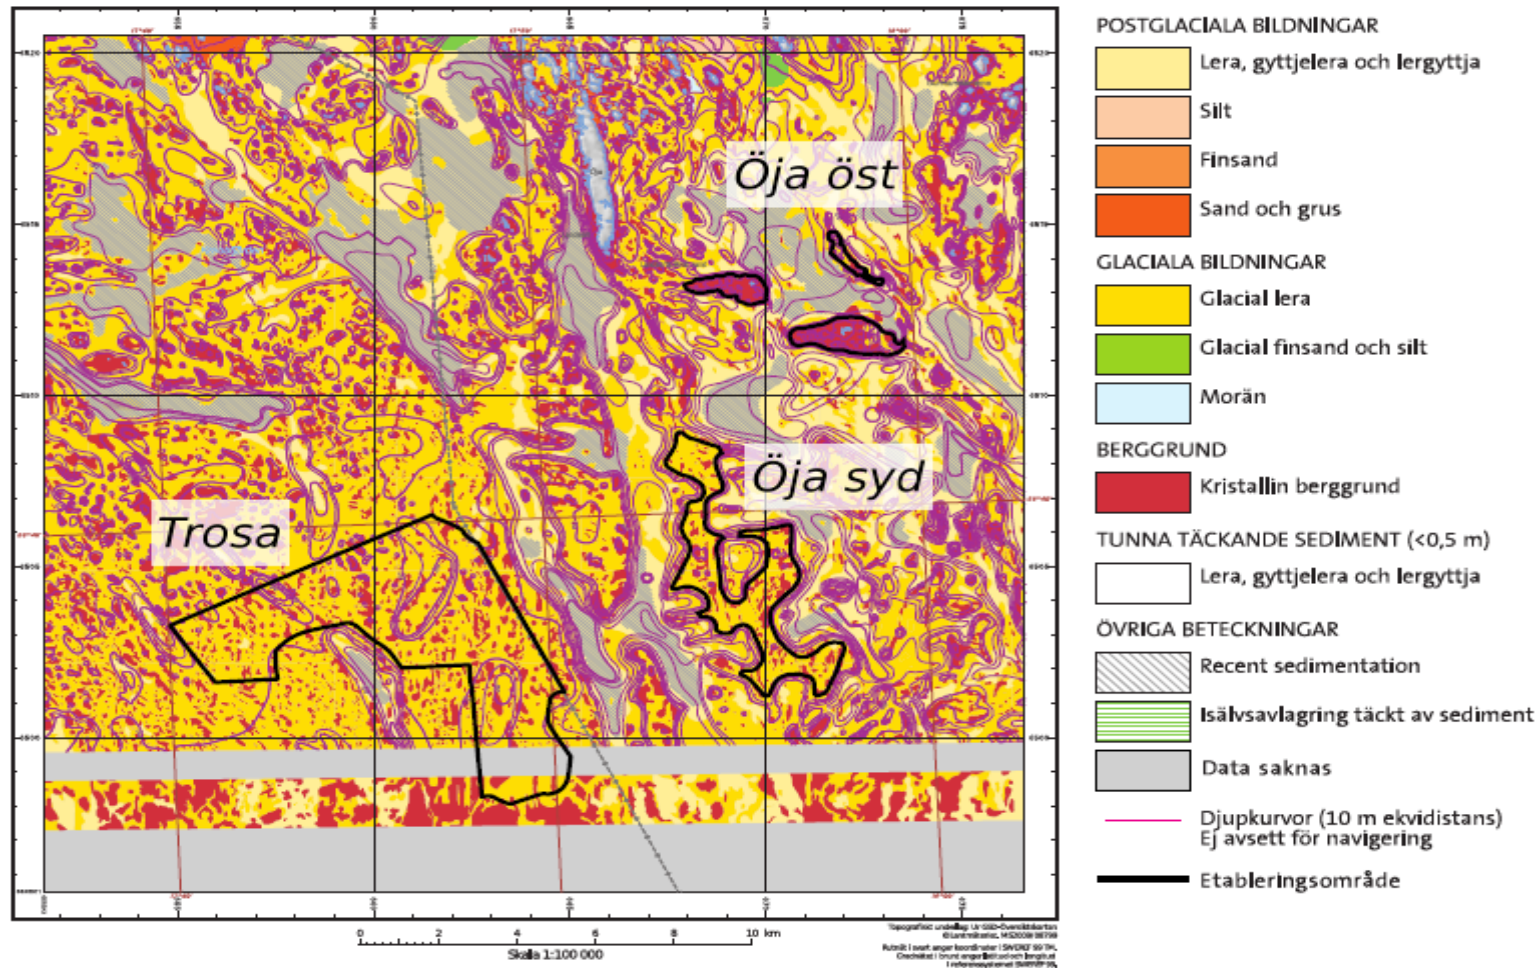 Öja öst
Öja syd
Trosa
0 2 4 6 8 10 km
Skala 1:100 000
POSTGLACIALA BILDNINGAR
Lera, gyttjelera och lergyttja
Silt
Finsand
Sand och grus
GLACIALA BILDNINGAR
Glacial lera
Glacial finsand och silt
Morän
BERGGRUND
Kristallin berggrund
TUNNA TÄCKANDE SEDIMENT (<0,5 m)
Lera, gyttjelera och lergyttja
ÖVRIGA BETECKNINGAR
Recent sedimentation
Isälvsavlagring täckt av sediment
Data saknas
Djupkurvor (10 m ekvidistans)
Ej avsett för navigering
Etableringsområde